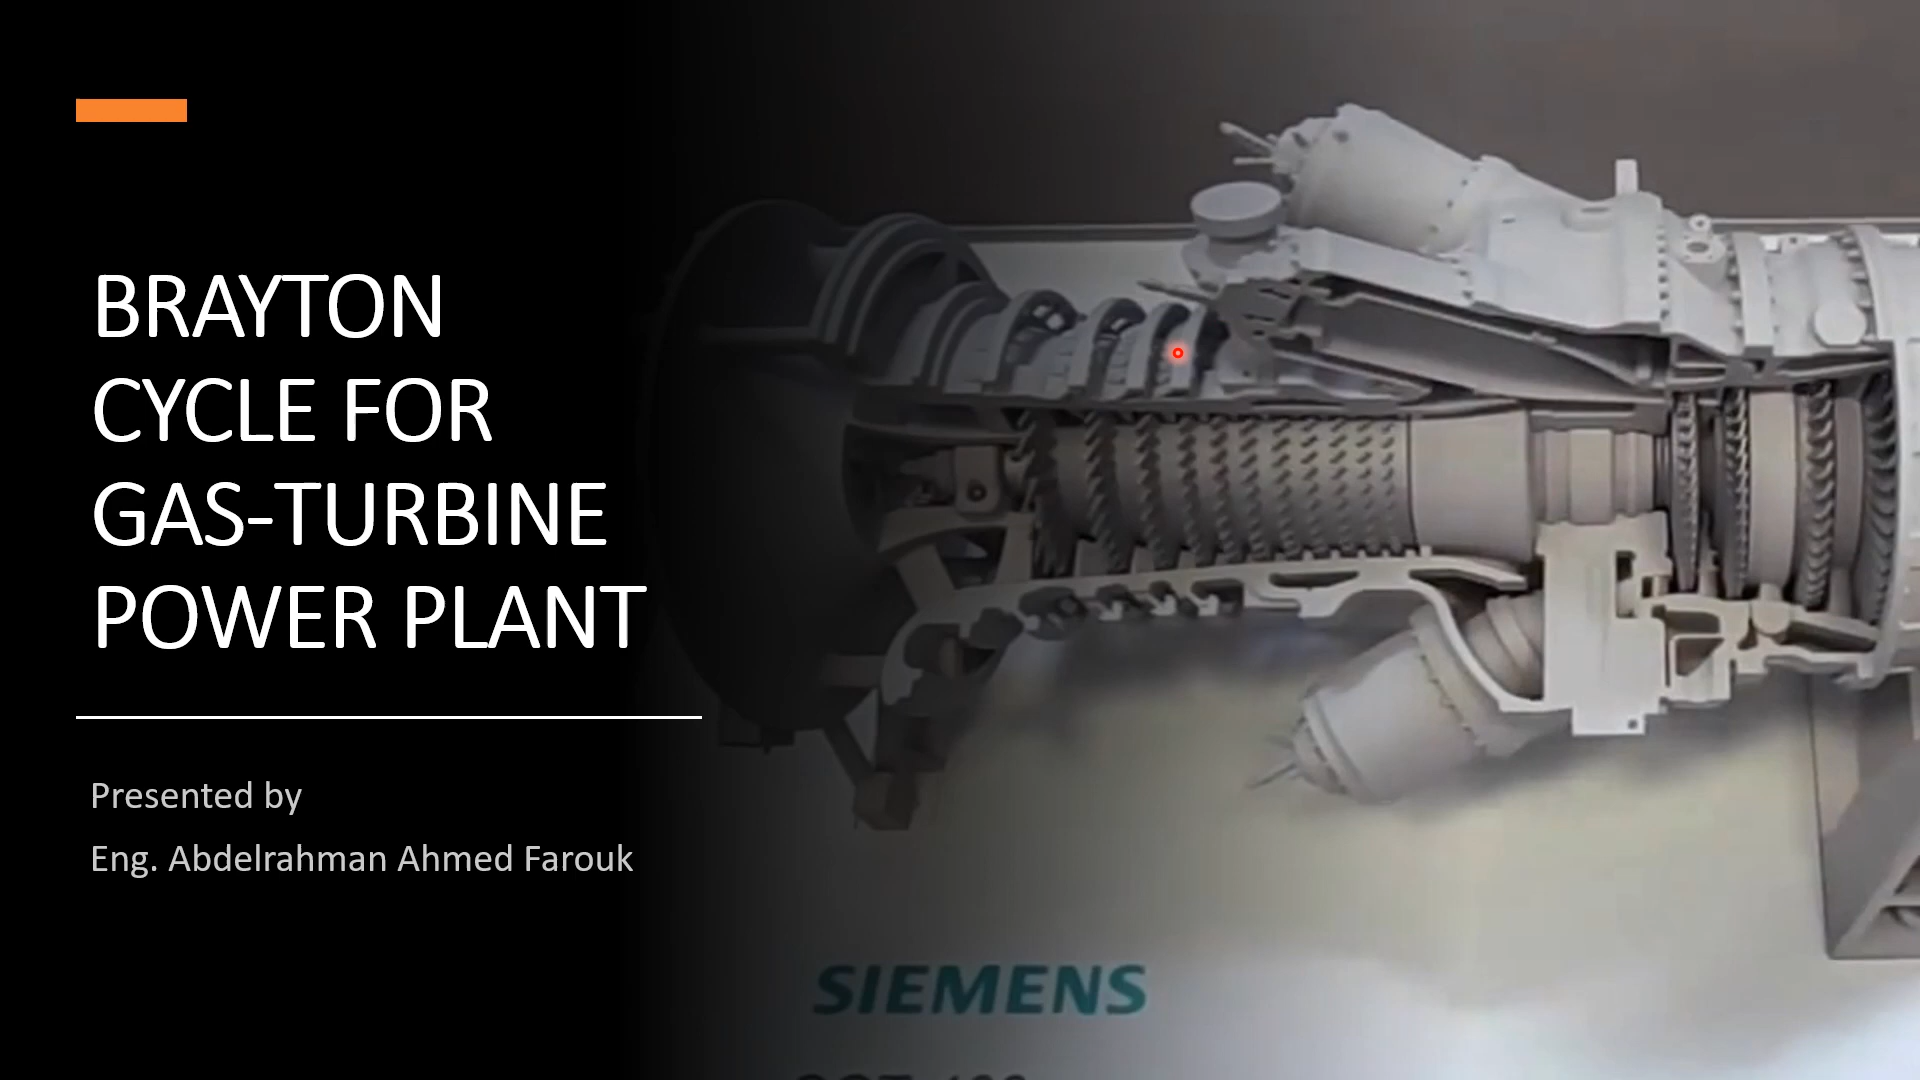 BRAYTON
CYCLE FOR
GAS-TURBINE
POWER PLANT
Presented by
Eng. Abdelrahman Ahmed Farouk
SIEMENS